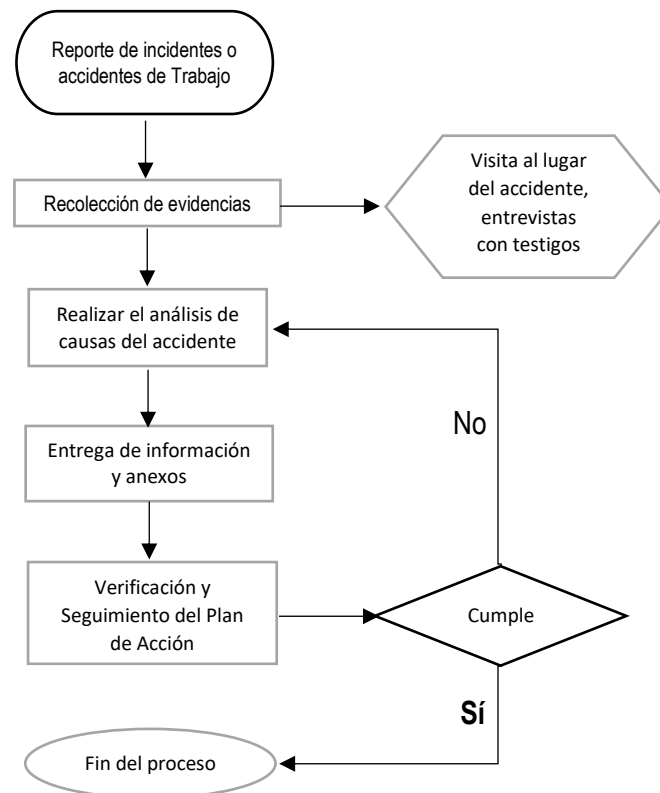 Reporte de incidentes o
accidentes de Trabajo
Recolección de evidencias
Visita al lugar
del accidente,
entrevistas
con testigos
Realizar el análisis de
causas del accidente
No
Entrega de información
y anexos
Verificación y
Seguimiento del Plan
de Acción
Cumple
Sí
Fin del proceso